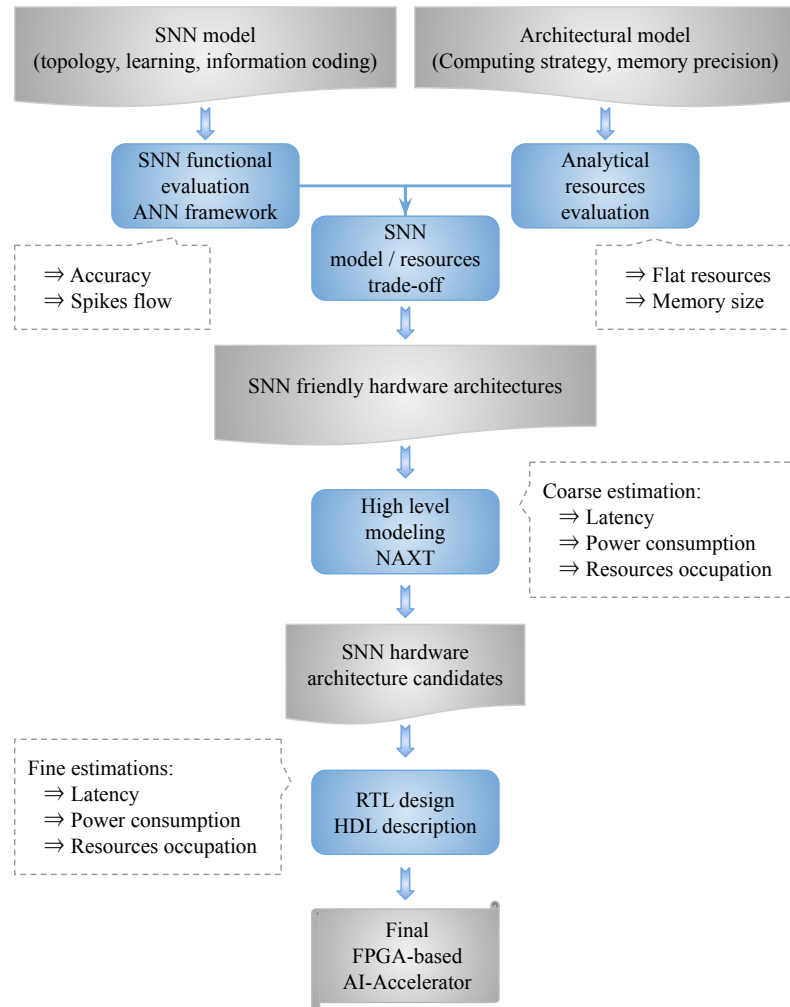 SNN model
(topology, learning, information coding)
Architectural model
(Computing strategy, memory precision)
SNN functional
evaluation
ANN framework
Analytical
resources
evaluation
⇒ Accuracy
⇒ Spikes flow
SNN
model / resources
trade-off
⇒ Flat resources
⇒ Memory size
SNN friendly hardware architectures
High level
modeling
NAXT
Coarse estimation:
⇒ Latency
⇒ Power consumption
⇒ Resources occupation
SNN hardware
architecture candidates
Fine estimations:
⇒ Latency
⇒ Power consumption
⇒ Resources occupation
RTL design
HDL description
Final
FPGA-based
AI-Accelerator